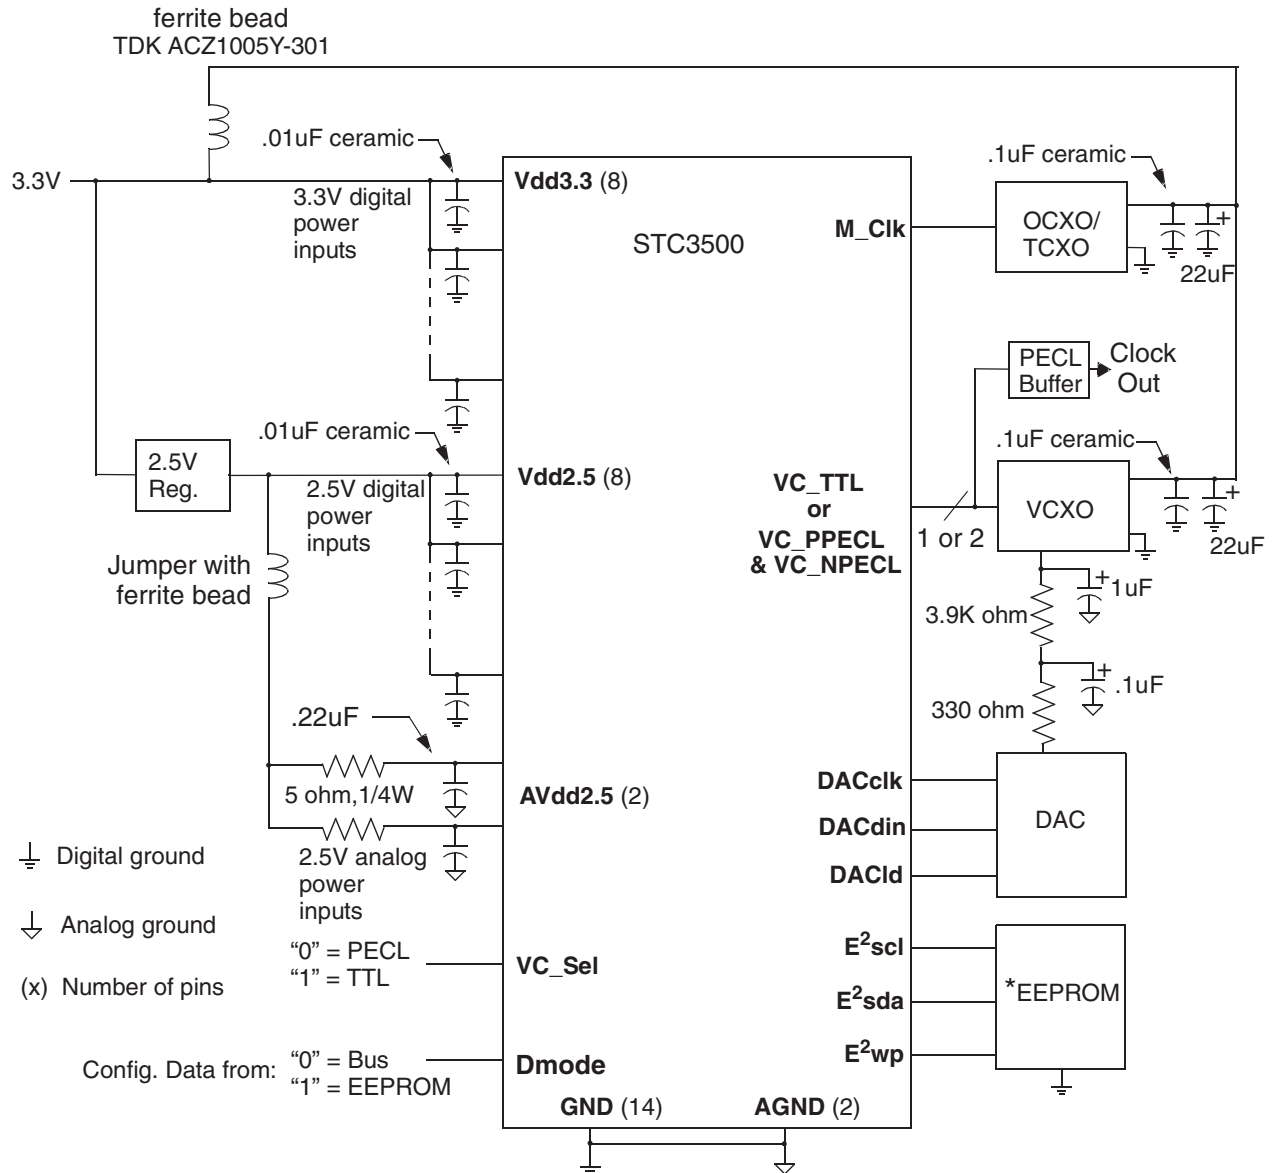 ferrite bead
TDK ACZ1005Y-301
.01uF ceramic
3.3V
Vdd3.3 (8)
3.3V digital
power
inputs
STC3500
M_Clk
.1uF ceramic
OCXO/
TCXO
+
22uF
PECL
Buffer
Clock
Out
.01uF ceramic
2.5V
Reg.
Vdd2.5 (8)
2.5V digital
power
inputs
VC_TTL
or
VC_PPECL
& VC_NPECL
1 or 2
.1uF ceramic
VCXO
+
22uF
Jumper with
ferrite bead
+
1uF
3.9K ohm
+
.1uF
330 ohm
.22uF
5 ohm,1/4W
AVdd2.5 (2)
2.5V analog
power
inputs
DACclk
DACdin
DACld
DAC
Digital ground
Analog ground
(x) Number of pins
"0" = PECL
"1" = TTL
VC_Sel
E²scl
E²sda
E²wp
*EEPROM
Config. Data from:
"0" = Bus
"1" = EEPROM
Dmode
GND (14)
AGND (2)